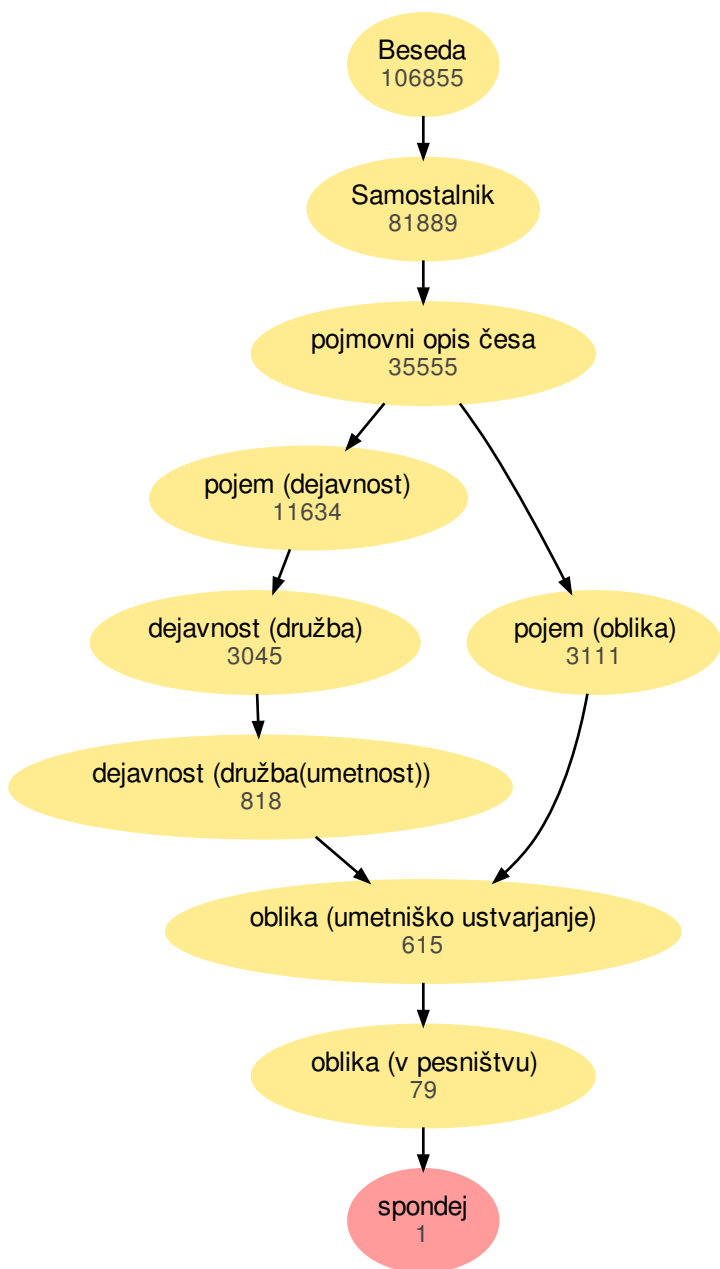 Beseda
106855
Samostalnik
81889
pojmovni opis česa
35555
pojem (dejavnost)
11634
dejavnost (družba)
3045
pojem (oblika)
3111
dejavnost (družba(umetnost))
818
oblika (umetniško ustvarjanje)
615
oblika (v pesništvu)
79
spondej
1